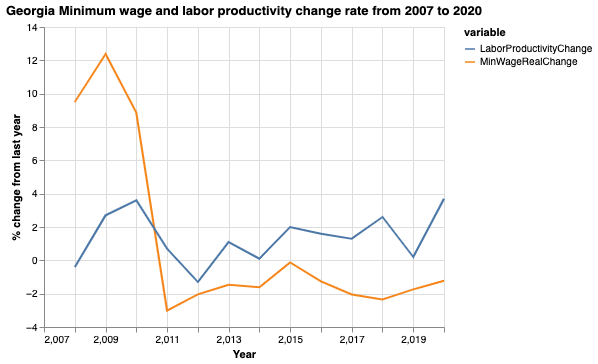 Georgia Minimum wage and labor productivity change rate from 2007 to 2020
variable
LaborProductivityChange
MinWageRealChange
% change from last year
14
12
10
8
6
4
2
0
−2
−4
2,007
2,009
2,011
2,013
2,015
2,017
2,019
Year